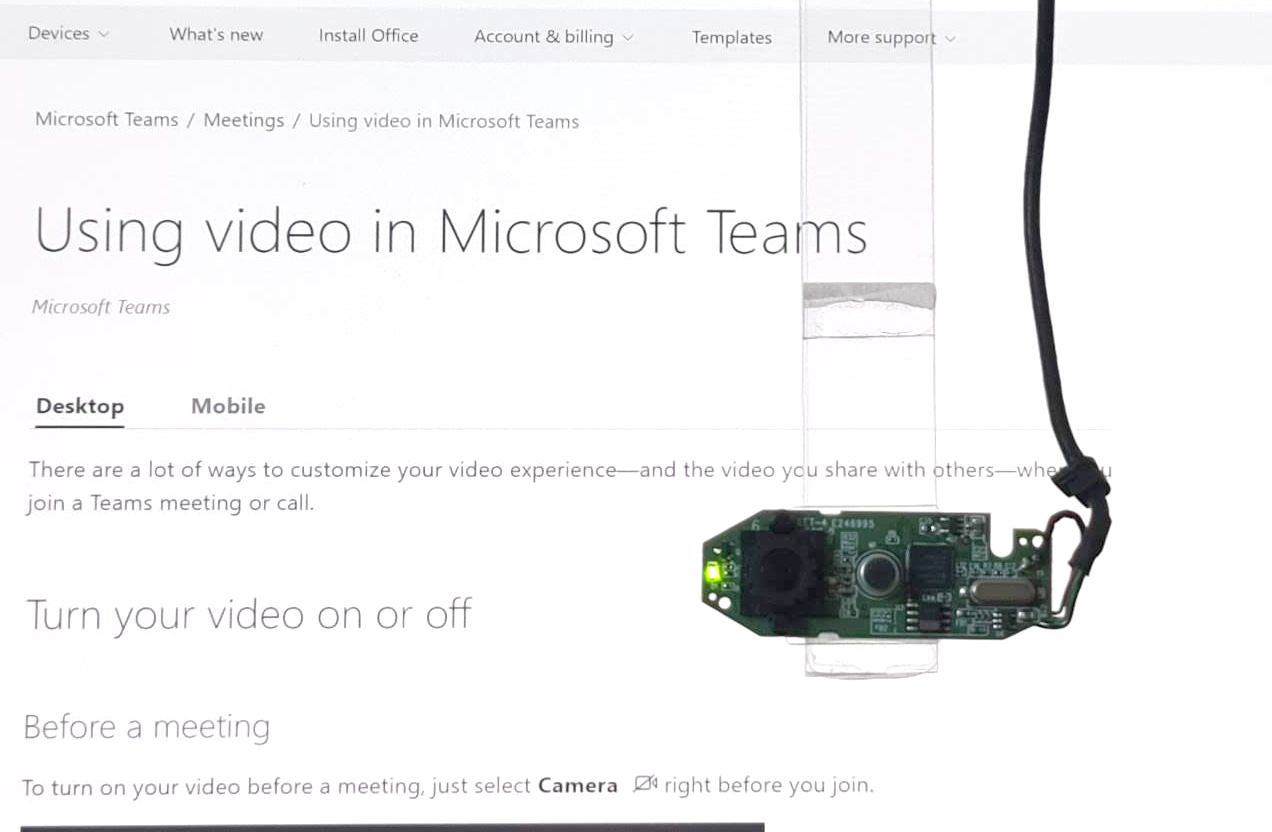 Devices What's new Install Office Account & billing Templates More support
Microsoft Teams / Meetings / Using video in Microsoft Teams
Using video in Microsoft Teams
Microsoft Teams
Desktop Mobile
There are a lot of ways to customize your video experience—and the video you share with others—whe u
join a Teams meeting or call.
6 E246995
Turn your video on or off
Before a meeting
To turn on your video before a meeting, just select Camera right before you join.